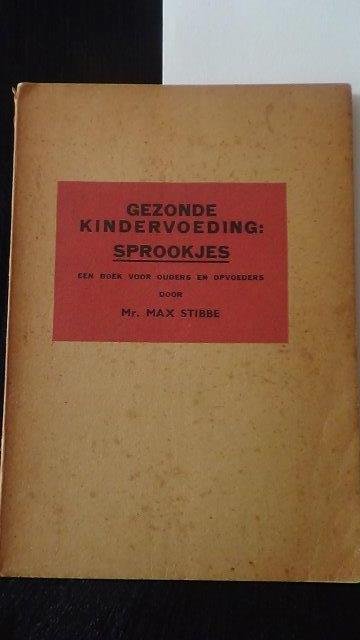 GEZONDE
KINDERVOEDING:
SPROOKJES
EEN BOEK VOOR OUDERS EN OPVOEDERS
DOOR
Mr. MAX STIBBE